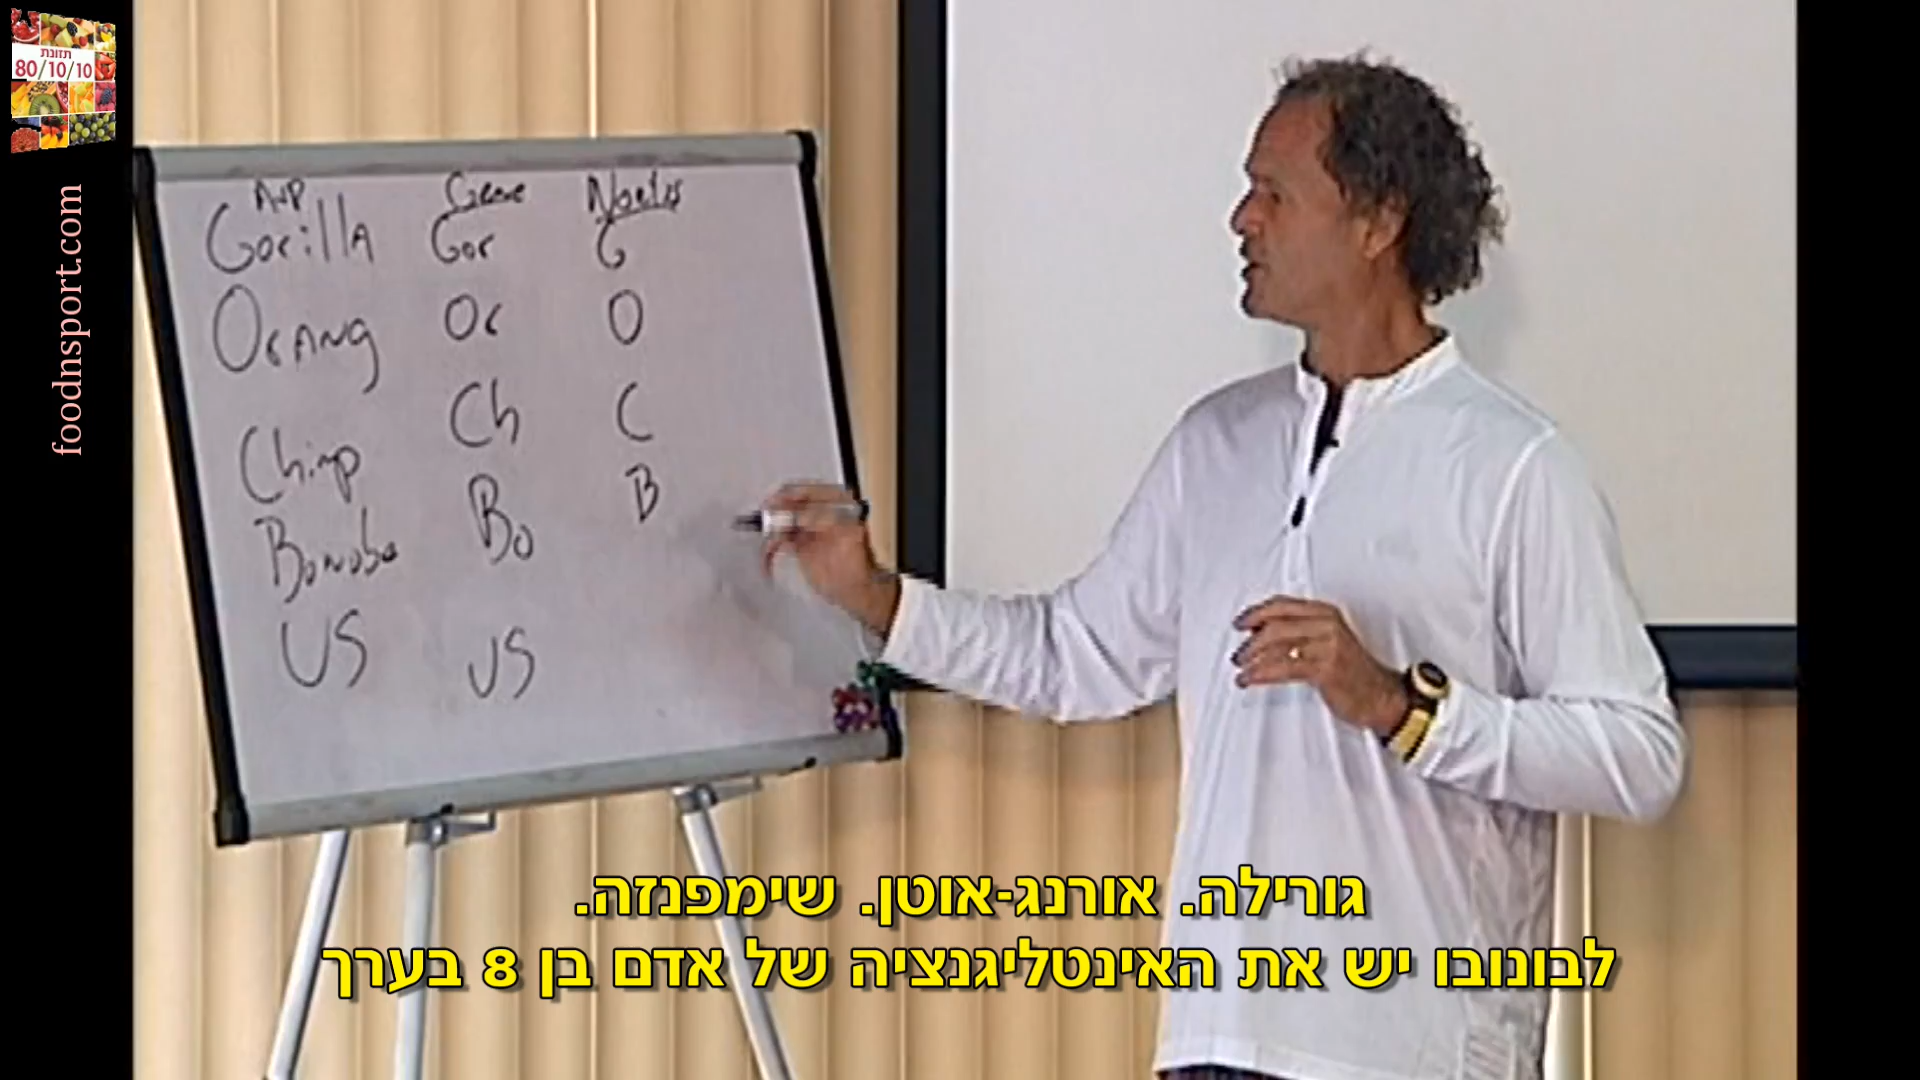 תזונת
80/10/10
foodnsport.com
Gorilla Gor G
Orang Or O
Chimp Ch C
Bonobo Bo B
US US
גורילה. אורנג-אוטן. שימפנזה.
לבונובו יש את האינטליגנציה של אדם בן 8 בערך